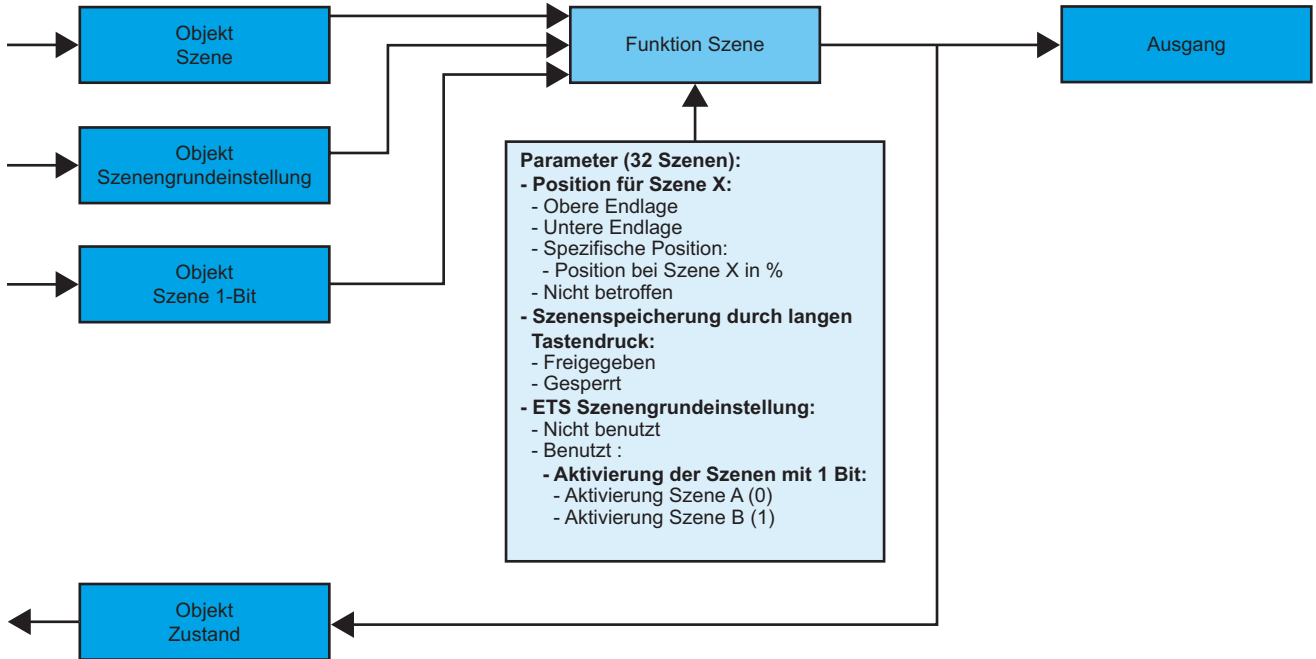 Objekt
Szene
Funktion Szene
Ausgang
Objekt
Szenengrundeinstellung
Objekt
Szene 1-Bit
Parameter (32 Szenen):
- Position für Szene X:
- Obere Endlage
- Untere Endlage
- Spezifische Position:
- Position bei Szene X in %
- Nicht betroffen
- Szenenspeicherung durch langen
Tastendruck:
- Freigegeben
- Gesperrt
- ETS Szenengrundeinstellung:
- Nicht benutzt
- Benutzt :
- Aktivierung der Szenen mit 1 Bit:
- Aktivierung Szene A (0)
- Aktivierung Szene B (1)
Objekt
Zustand